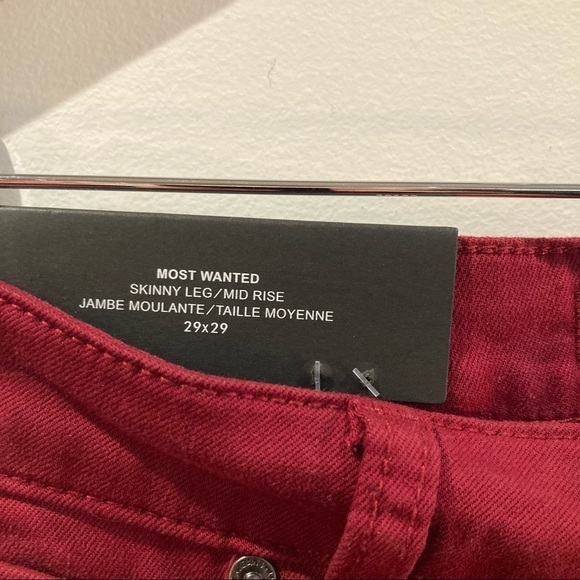 MOST WANTED
SKINNY LEG/MID RISE
JAMBE MOULANTE/TAILLE MOYENNE
29x29